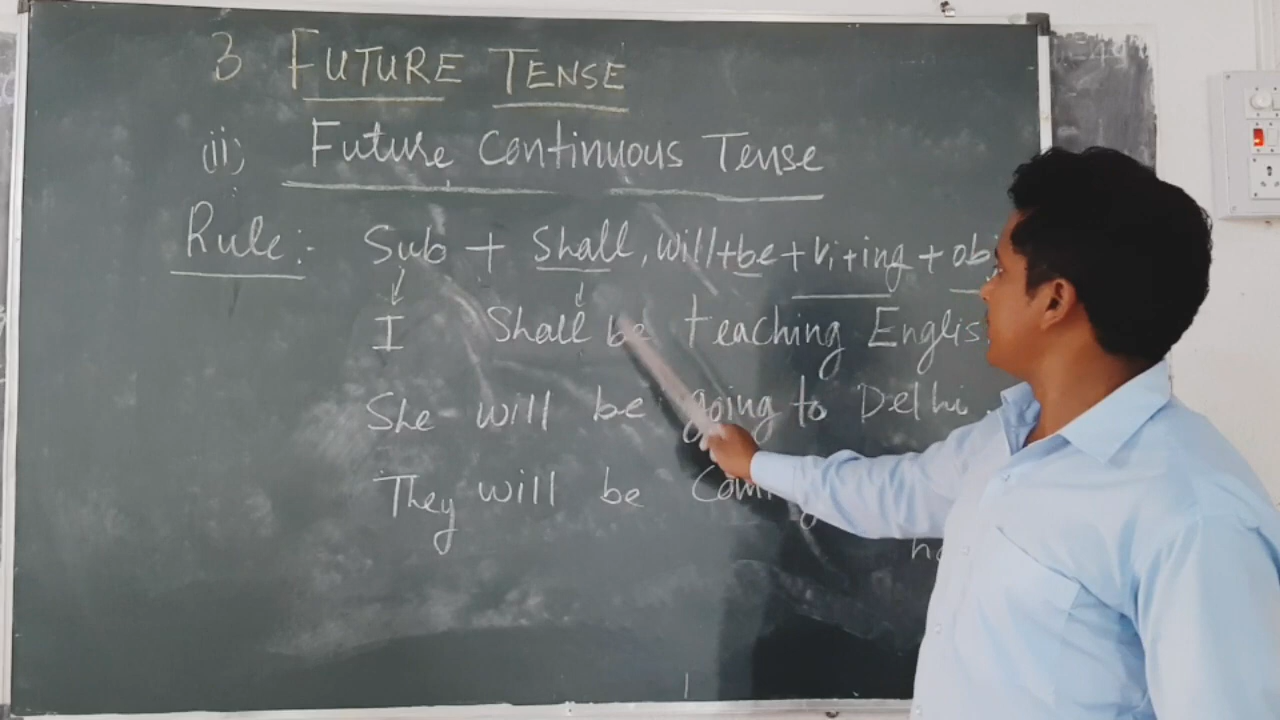 3 FUTURE TENSE
(ii) Future Continuous Tense
Rule:- Sub + Shall, will+be+V1+ing + obj
I Shall be teaching Englis
She will be going to Delhi.
They will be